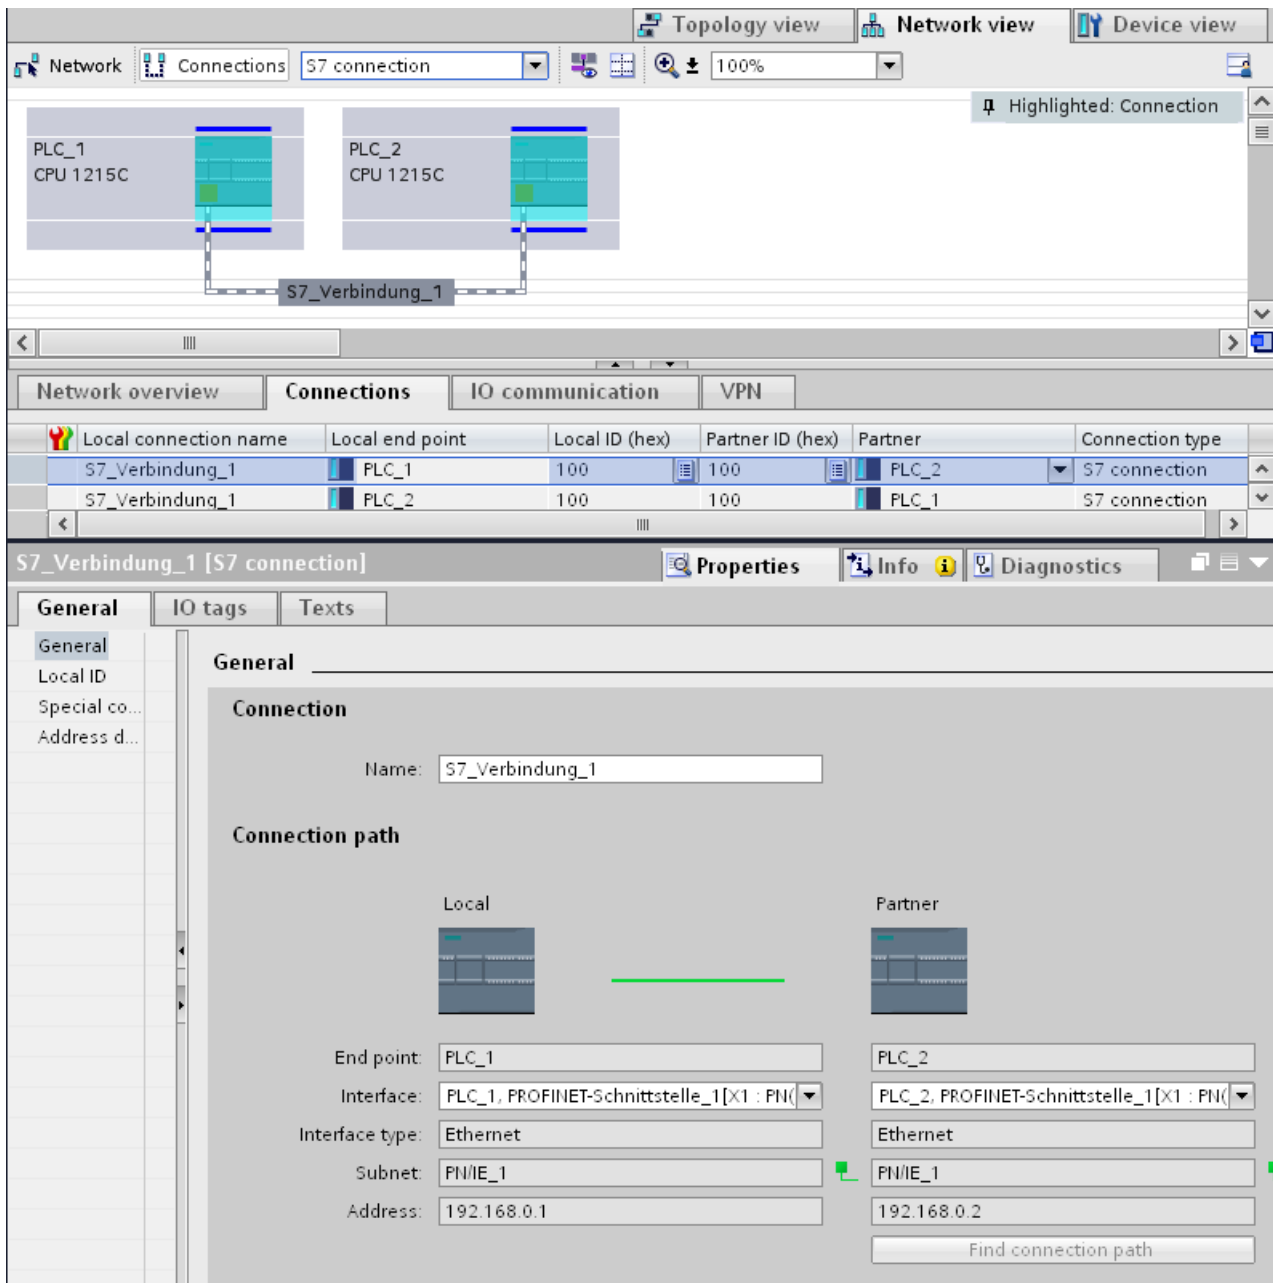 Topology view Network view Device view
Network Connections S7 connection 100%
Highlighted: Connection
PLC_1
CPU 1215C
PLC_2
CPU 1215C
S7_Verbindung_1
Network overview Connections IO communication VPN
Local connection name Local end point Local ID (hex) Partner ID (hex) Partner Connection type
S7_Verbindung_1 PLC_1 100 100 PLC_2 S7 connection
S7_Verbindung_1 PLC_2 100 100 PLC_1 S7 connection
S7_Verbindung_1 [S7 connection] Properties Info Diagnostics
General IO tags Texts
General
Local ID
Special co...
Address d...
General
Connection
Name: S7_Verbindung_1
Connection path
Local Partner
End point: PLC_1 PLC_2
Interface: PLC_1, PROFINET-Schnittstelle_1[X1 : PN( PLC_2, PROFINET-Schnittstelle_1[X1 : PN(
Interface type: Ethernet Ethernet
Subnet: PN/IE_1 PN/IE_1
Address: 192.168.0.1 192.168.0.2
Find connection path